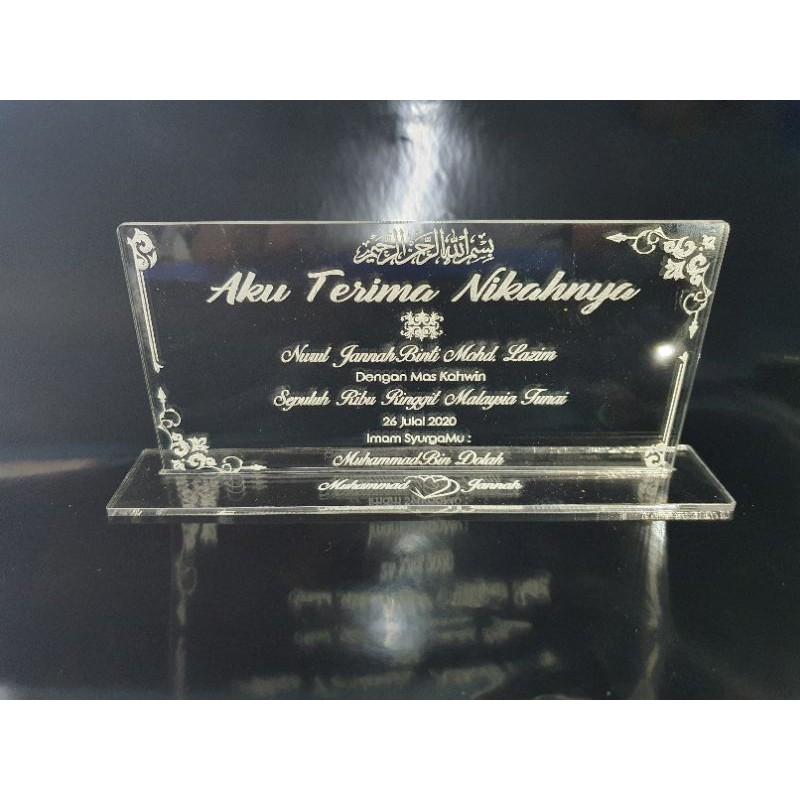 بسم الله الرحمن الرحيم
Aku Terima Nikahnya
Nurul Jannah Binti Mohd. Lazim
Dengan Mas Kahwin
Sepuluh Ribu Ringgit Malaysia Tunai
26 Julai 2020
Imam SyurgaMu :
Muhammad Bin Dolah
Muhammad Jannah